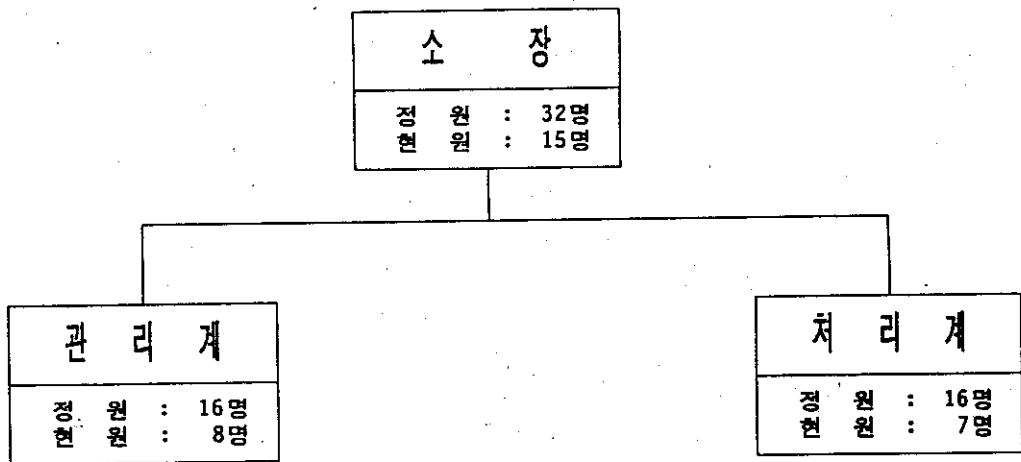 소 장
정 원 : 32명
현 원 : 15명
관 리 계
정 원 : 16명
현 원 : 8명
처 리 계
정 원 : 16명
현 원 : 7명